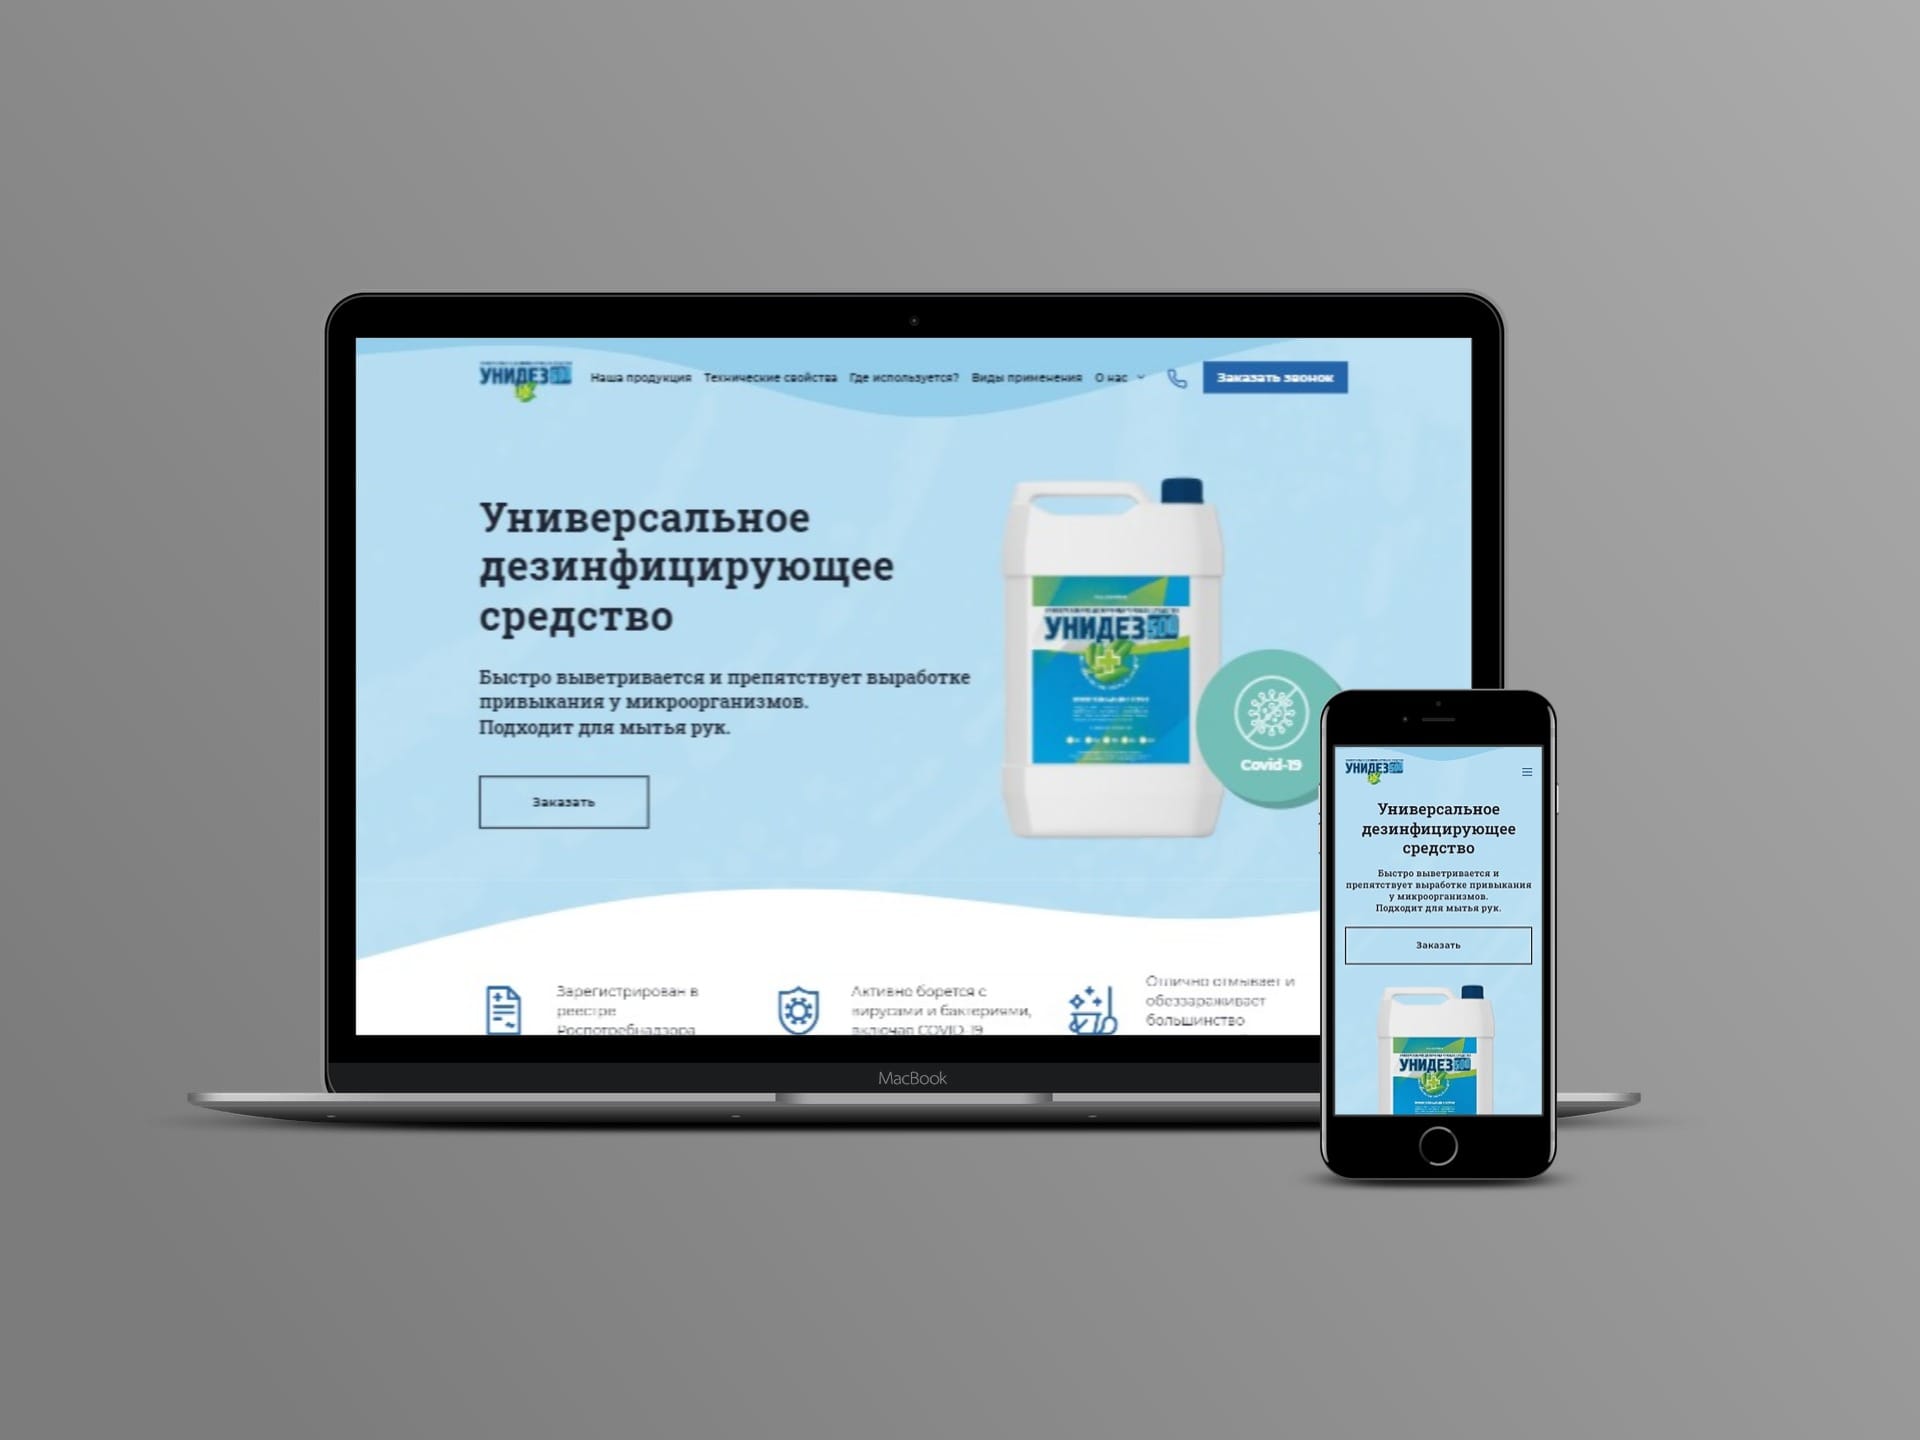 УНИДЕЗ 500
Наша продукция Технические свойства Где используется? Виды применения О нас
Заказать звонок
Универсальное
дезинфицирующее
средство
Быстро выветривается и препятствует выработке
привыкания у микроорганизмов.
Подходит для мытья рук.
Заказать
УНИДЕЗ 500
Covid-19
Зарегистрирован в
реестре
Роспотребнадзора
Активно борется с
вирусами и бактериями,
включая COVID-19
Отлично отмывает и
обеззараживает
большинство
MacBook
УНИДЕЗ 500
Универсальное
дезинфицирующее
средство
Быстро выветривается и
препятствует выработке привыкания
у микроорганизмов.
Подходит для мытья рук.
Заказать
УНИДЕЗ 500